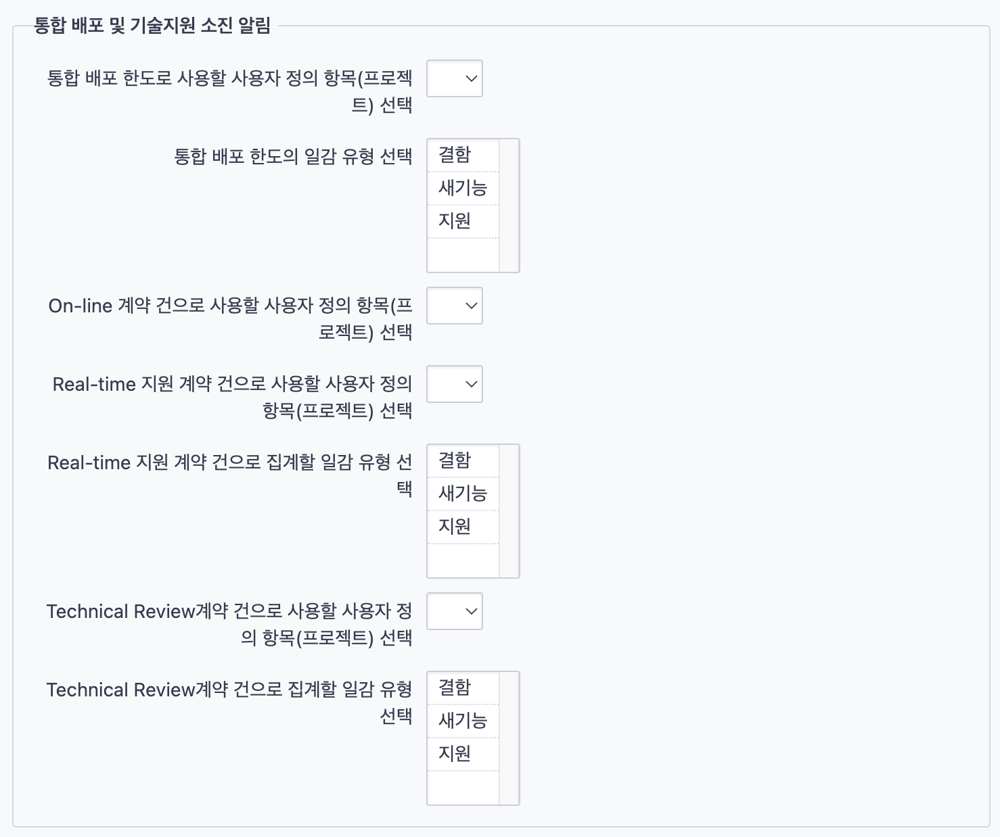 통합 배포 및 기술지원 소진 알림
통합 배포 한도로 사용할 사용자 정의 항목(프로젝
트) 선택
통합 배포 한도의 일감 유형 선택
결함
새기능
지원
On-line 계약 건으로 사용할 사용자 정의 항목(프
로젝트) 선택
Real-time 지원 계약 건으로 사용할 사용자 정의
항목(프로젝트) 선택
Real-time 지원 계약 건으로 집계할 일감 유형 선
택
결함
새기능
지원
Technical Review계약 건으로 사용할 사용자 정
의 항목(프로젝트) 선택
Technical Review계약 건으로 집계할 일감 유형
선택
결함
새기능
지원